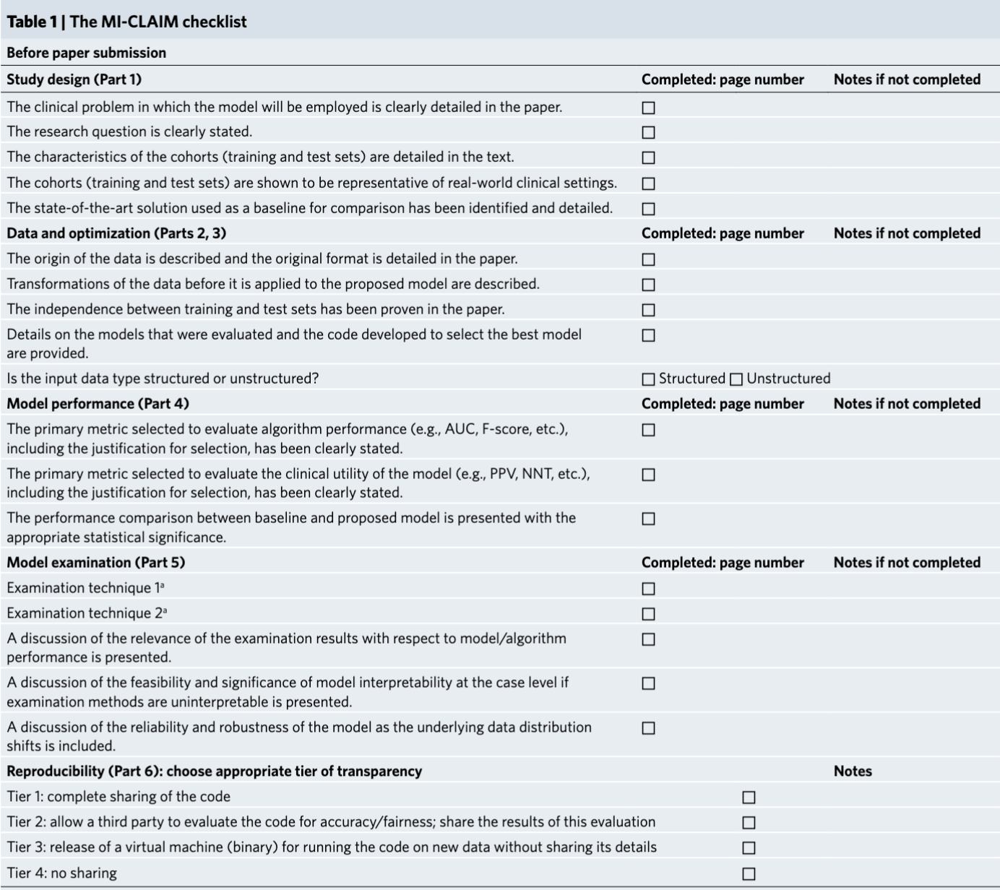 Table 1 | The MI-CLAIM checklist
Before paper submission
Study design (Part 1) Completed: page number Notes if not completed
The clinical problem in which the model will be employed is clearly detailed in the paper. ☐
The research question is clearly stated. ☐
The characteristics of the cohorts (training and test sets) are detailed in the text. ☐
The cohorts (training and test sets) are shown to be representative of real-world clinical settings. ☐
The state-of-the-art solution used as a baseline for comparison has been identified and detailed. ☐
Data and optimization (Parts 2, 3) Completed: page number Notes if not completed
The origin of the data is described and the original format is detailed in the paper. ☐
Transformations of the data before it is applied to the proposed model are described. ☐
The independence between training and test sets has been proven in the paper. ☐
Details on the models that were evaluated and the code developed to select the best model ☐
are provided.
Is the input data type structured or unstructured? ☐ Structured ☐ Unstructured
Model performance (Part 4) Completed: page number Notes if not completed
The primary metric selected to evaluate algorithm performance (e.g., AUC, F-score, etc.), ☐
including the justification for selection, has been clearly stated.
The primary metric selected to evaluate the clinical utility of the model (e.g., PPV, NNT, etc.), ☐
including the justification for selection, has been clearly stated.
The performance comparison between baseline and proposed model is presented with the ☐
appropriate statistical significance.
Model examination (Part 5) Completed: page number Notes if not completed
Examination technique 1ᵃ ☐
Examination technique 2ᵃ ☐
A discussion of the relevance of the examination results with respect to model/algorithm ☐
performance is presented.
A discussion of the feasibility and significance of model interpretability at the case level if ☐
examination methods are uninterpretable is presented.
A discussion of the reliability and robustness of the model as the underlying data distribution ☐
shifts is included.
Reproducibility (Part 6): choose appropriate tier of transparency Notes
Tier 1: complete sharing of the code ☐
Tier 2: allow a third party to evaluate the code for accuracy/fairness; share the results of this evaluation ☐
Tier 3: release of a virtual machine (binary) for running the code on new data without sharing its details ☐
Tier 4: no sharing ☐